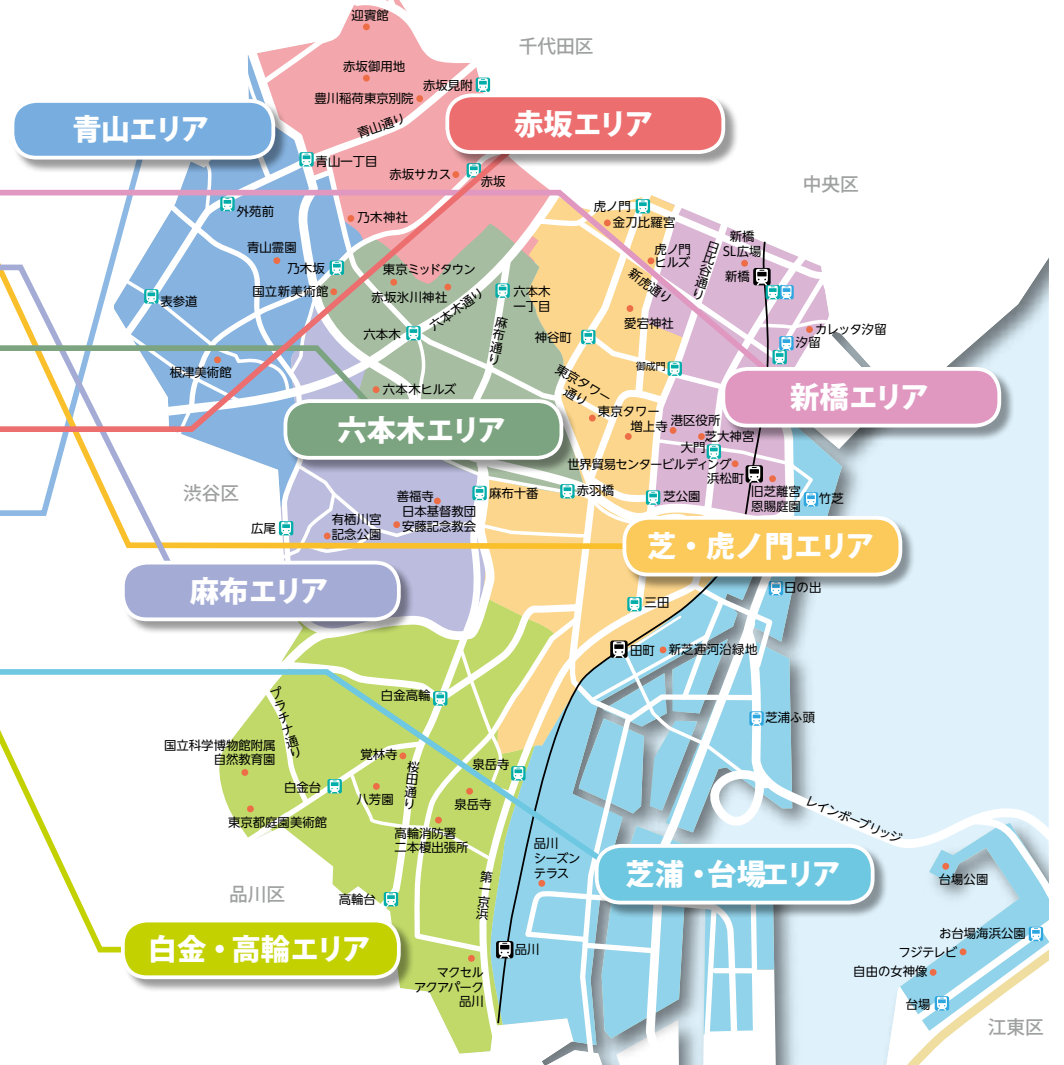 迎賓館
千代田区
赤坂御用地
赤坂見附
豊川稲荷東京別院
青山通り
青山エリア
赤坂エリア
青山一丁目
赤坂サカス
赤坂
中央区
外苑前
乃木神社
虎ノ門
金刀比羅宮
日比谷通り
新橋
SL広場
新橋
虎ノ門
ヒルズ
新虎通り
青山霊園
乃木坂
東京ミッドタウン
国立新美術館
赤坂氷川神社
六本木通り
六本木
一丁目
麻布通り
表参道
六本木
神谷町
愛宕神社
カレッタ汐留
汐留
御成門
根津美術館
六本木ヒルズ
東京タワー
通り
新橋エリア
東京タワー
増上寺
港区役所
芝大神宮
大門
六本木エリア
世界貿易センタービルディング
浜松町
旧芝離宮
恩賜庭園
竹芝
渋谷区
善福寺
麻布十番
赤羽橋
芝公園
広尾
有栖川宮
記念公園
日本基督教団
安藤記念教会
芝・虎ノ門エリア
麻布エリア
日の出
三田
田町
新芝運河沿緑地
白金高輪
プラチナ通り
芝浦ふ頭
国立科学博物館附属
自然教育園
覚林寺
桜田通り
泉岳寺
白金台
八芳園
泉岳寺
東京都庭園美術館
高輪消防署
二本榎出張所
レインボーブリッジ
品川
シーズン
テラス
芝浦・台場エリア
台場公園
品川区
高輪台
第一京浜
お台場海浜公園
白金・高輪エリア
品川
フジテレビ
マクセル
アクアパーク
品川
自由の女神像
台場
江東区